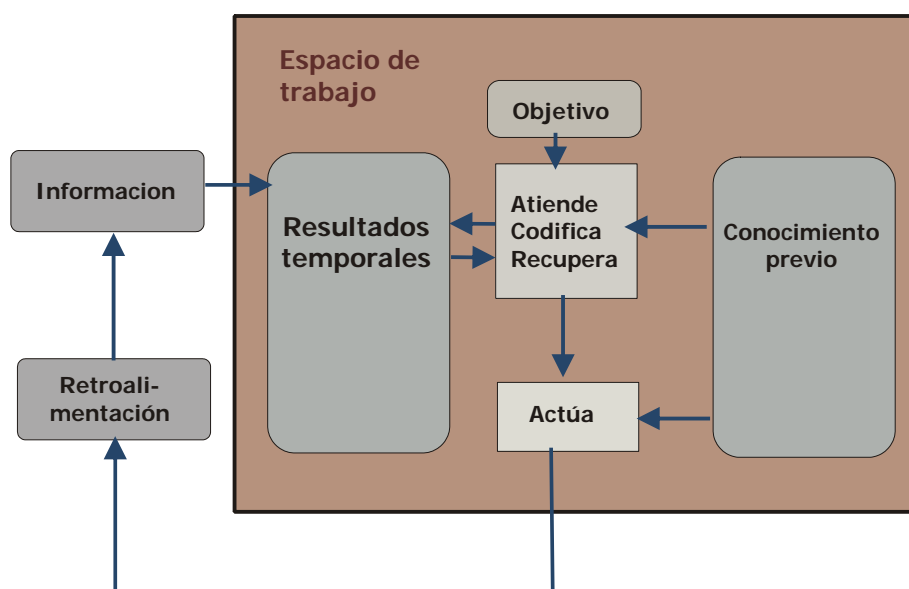 Espacio de
trabajo
Objetivo
Informacion
Resultados
temporales
Atiende
Codifica
Recupera
Conocimiento
previo
Retroali-
mentación
Actúa